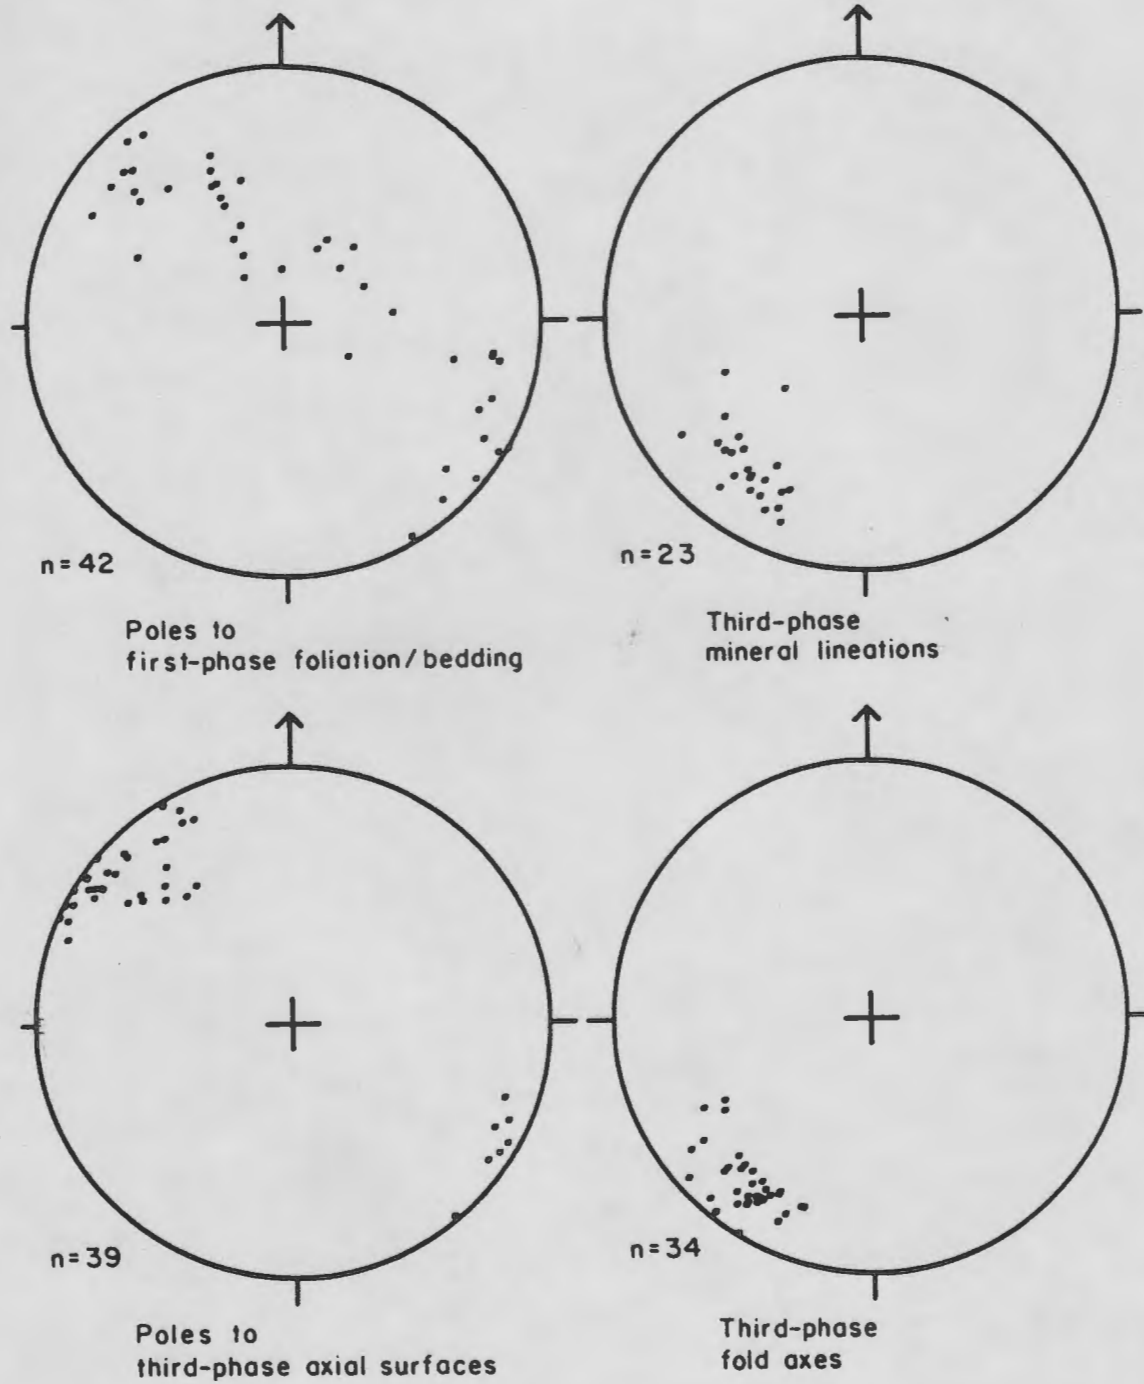 n=42
Poles to
first-phase foliation/bedding
n=23
Third-phase
mineral lineations
n=39
Poles to
third-phase axial surfaces
n=34
Third-phase
fold axes